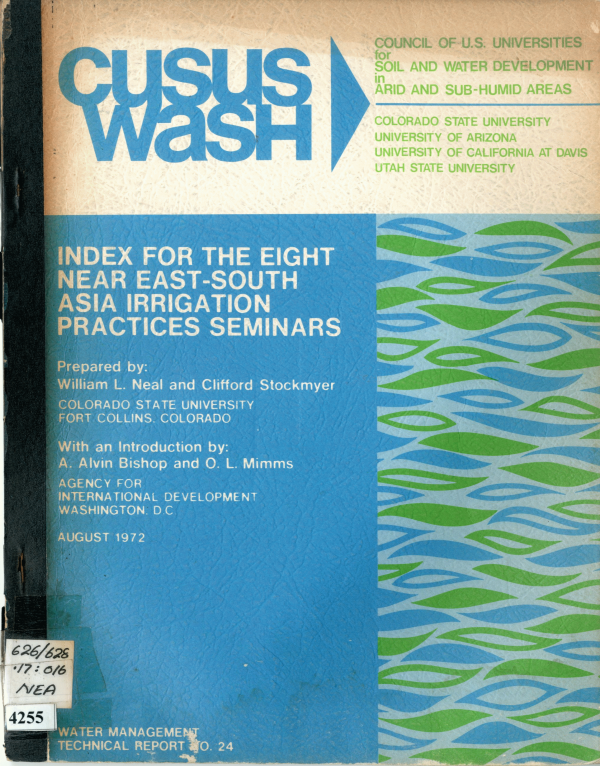 CUSUS
WaSH
COUNCIL OF U.S. UNIVERSITIES
for
SOIL AND WATER DEVELOPMENT
in
ARID AND SUB-HUMID AREAS
COLORADO STATE UNIVERSITY
UNIVERSITY OF ARIZONA
UNIVERSITY OF CALIFORNIA AT DAVIS
UTAH STATE UNIVERSITY
INDEX FOR THE EIGHT
NEAR EAST-SOUTH
ASIA IRRIGATION
PRACTICES SEMINARS
Prepared by:
William L. Neal and Clifford Stockmyer
COLORADO STATE UNIVERSITY
FORT COLLINS, COLORADO
With an Introduction by:
A. Alvin Bishop and O. L. Mimms
AGENCY FOR
INTERNATIONAL DEVELOPMENT
WASHINGTON, D.C
AUGUST 1972
626/628
.17:016
NEA
4255
WATER MANAGEMENT
TECHNICAL REPORT NO. 24